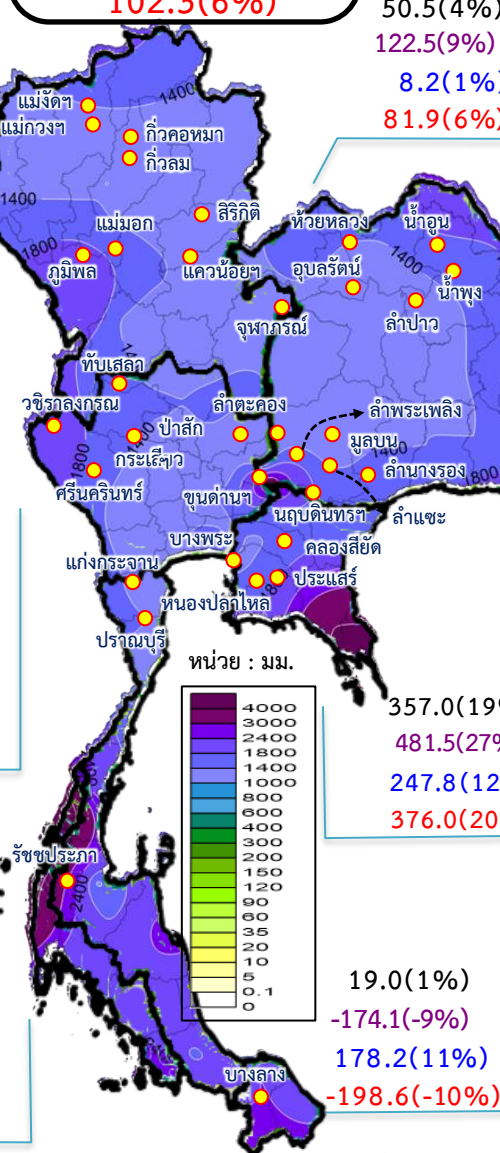 102.3(6%)
50.5(4%)
122.5(9%)
8.2(1%)
81.9(6%)
1400
แม่งัดฯ
แม่กวงฯ
กิ่วคอหมา
กิ่วลม
1400
สิริกิติ์
แม่มอก
1800
ภูมิพล
แควน้อยฯ
ห้วยหลวง
น้ำอูน
1400
อุบลรัตน์
น้ำพุง
จุฬาภรณ์
ลำปาว
ทับเสลา
วชิราลงกรณ
ป่าสัก
ลำตะคอง
ลำพระเพลิง
1400
มูลบน
กระเสียว
1400
1800
ศรีนครินทร์
ขุนด่านฯ
ลำนางรอง
1800
นฤบดินทรฯ
ลำแซะ
บางพระ
คลองสียัด
แก่งกระจาน
ประแสร์
หนองปลาไหล
ปราณบุรี
หน่วย : มม.
4000
3000
2400
1800
1400
1000
800
600
400
300
200
150
120
90
60
35
20
10
5
0.1
0
357.0(19%
481.5(27%
247.8(12
376.0(20
รัชชประภา
2400
19.0(1%)
-174.1(-9%)
178.2(11%)
-198.6(-10%)
บางลาง